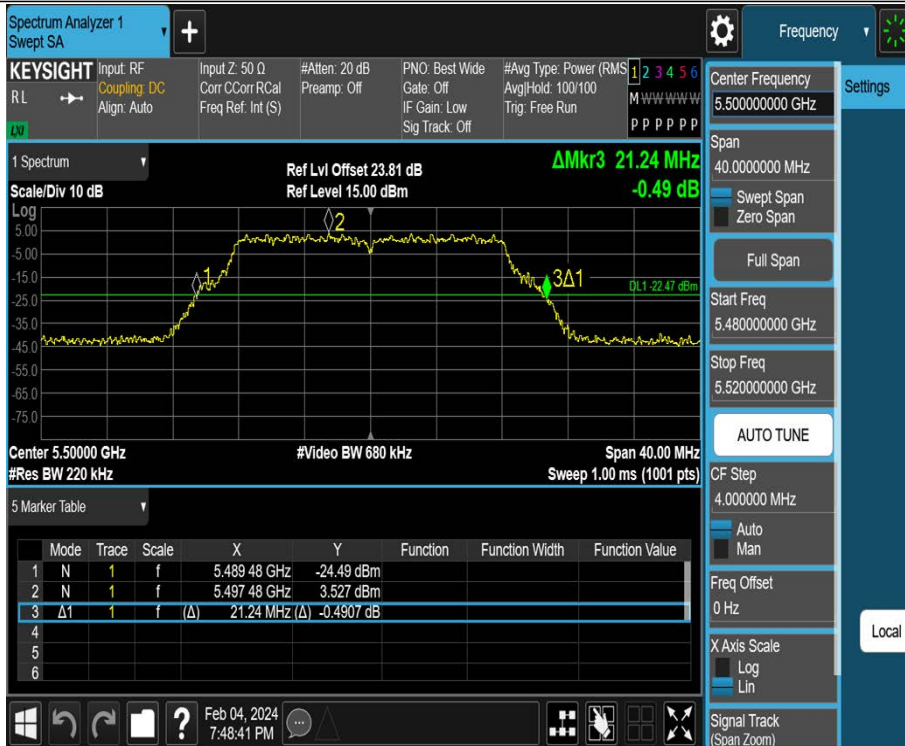 Spectrum Analyzer 1
Swept SA
+
Frequency
KEYSIGHT
RL
LXI
Input: RF
Coupling: DC
Align: Auto
Input Z: 50 Ω
Corr CCorr RCal
Freq Ref: Int (S)
#Atten: 20 dB
Preamp: Off
PNO: Best Wide
Gate: Off
IF Gain: Low
Sig Track: Off
#Avg Type: Power (RMS
Avg|Hold: 100/100
Trig: Free Run
1 2 3 4 5 6
M W W W W W
P P P P P P
1 Spectrum
Scale/Div 10 dB
Ref Lvl Offset 23.81 dB
Ref Level 15.00 dBm
ΔMkr3 21.24 MHz
-0.49 dB
Log
5.00
-5.00
-15.0
-25.0
-35.0
-45.0
-55.0
-65.0
-75.0
1
2
3Δ1
DL1 -22.47 dBm
Center 5.50000 GHz
#Video BW 680 kHz
Span 40.00 MHz
#Res BW 220 kHz
Sweep 1.00 ms (1001 pts)
5 Marker Table
Mode Trace Scale X Y Function Function Width Function Value
1 N 1 f 5.489 48 GHz -24.49 dBm
2 N 1 f 5.497 48 GHz 3.527 dBm
3 Δ1 1 f (Δ) 21.24 MHz (Δ) -0.4907 dB
4
5
6
?
Feb 04, 2024
7:48:41 PM
Center Frequency
5.500000000 GHz
Span
40.0000000 MHz
Swept Span
Zero Span
Full Span
Start Freq
5.480000000 GHz
Stop Freq
5.520000000 GHz
AUTO TUNE
CF Step
4.000000 MHz
Auto
Man
Freq Offset
0 Hz
X Axis Scale
Log
Lin
Signal Track
(Span Zoom)
Settings
Local